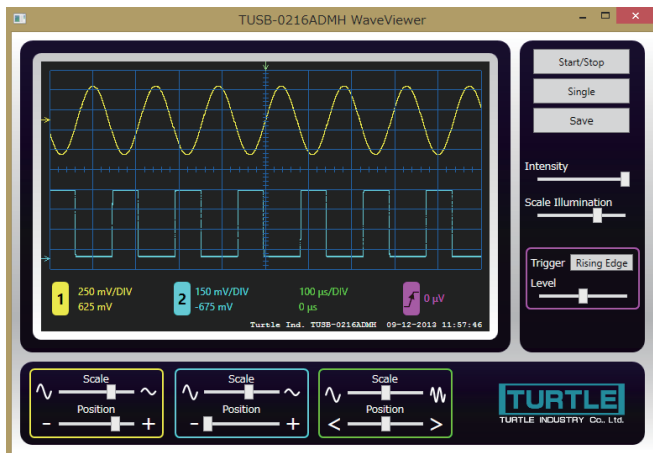 TUSB-0216ADMH WaveViewer
Start/Stop
Single
Save
Intensity
Scale Illumination
Trigger Rising Edge
Level
1 250 mV/DIV 2 150 mV/DIV 100 µs/DIV 0 µV
625 mV -675 mV 0 µs
Turtle Ind. TUSB-0216ADMH 09-12-2013 11:57:46
Scale Scale Scale
Position Position Position
- + - + < >
TURTLE
TURTLE INDUSTRY Co., Ltd.